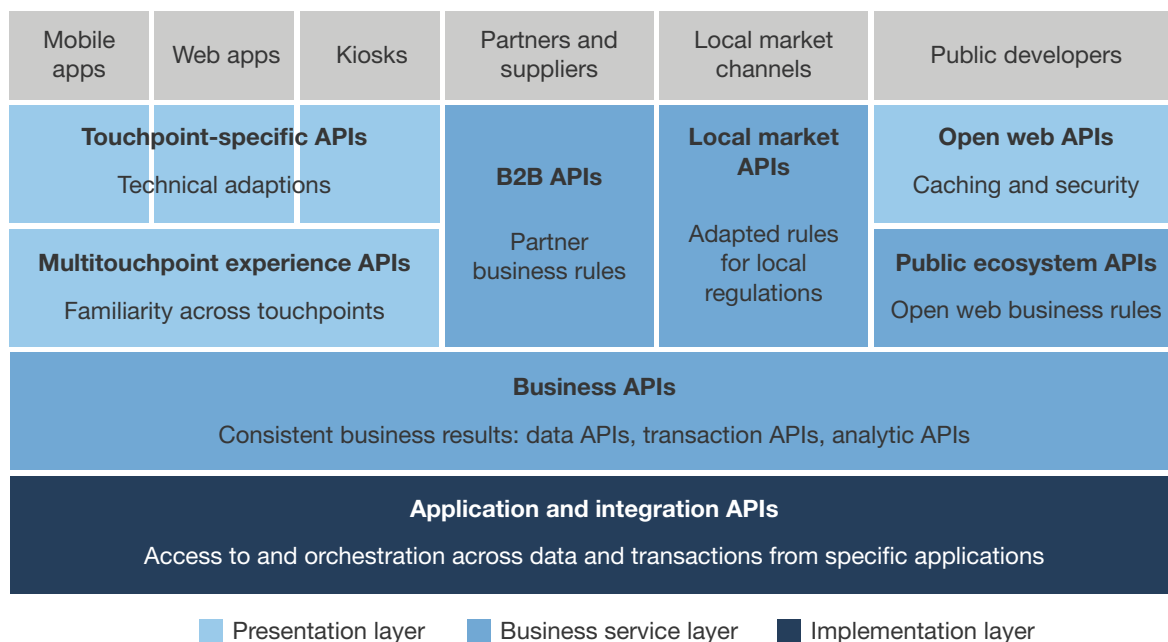 Mobile
apps
Web apps
Kiosks
Partners and
suppliers
Local market
channels
Public developers
Touchpoint-specific APIs
Technical adaptions
Multitouchpoint experience APIs
Familiarity across touchpoints
B2B APIs
Partner
business rules
Local market
APIs
Adapted rules
for local
regulations
Open web APIs
Caching and security
Public ecosystem APIs
Open web business rules
Business APIs
Consistent business results: data APIs, transaction APIs, analytic APIs
Application and integration APIs
Access to and orchestration across data and transactions from specific applications
Presentation layer
Business service layer
Implementation layer